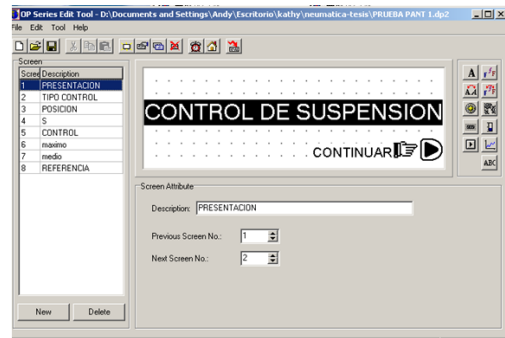 OP Series Edit Tool - D:\Documents and Settings\Andy\Escritorio\kathy\neumatica-tesis\PRUEBA PANT 1.dp2
File Edit Tool Help
Screen
Scree Description
1 PRESENTACION
2 TIPO CONTROL
3 POSICION
4 S
5 CONTROL
6 maximo
7 medio
8 REFERENCIA
New Delete
CONTROL DE SUSPENSION
CONTINUAR
Screen Attribute
Description: PRESENTACION
Previous Screen No.: 1
Next Screen No.: 2
A
ABC